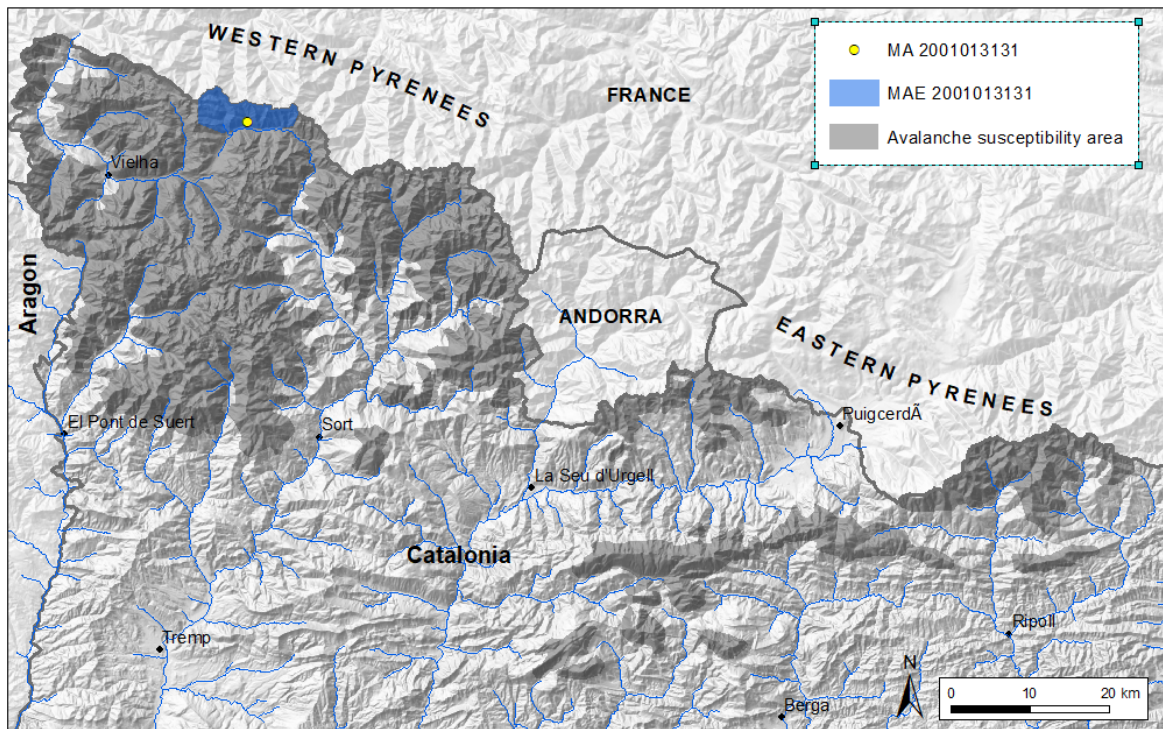 WESTERN PYRENEES
FRANCE
MA 2001013131
MAE 2001013131
Avalanche susceptibility area
Vielha
Aragon
ANDORRA
EASTERN PYRENEES
El Pont de Suert
Sort
PuigcerdÃ
La Seu d'Urgell
Catalonia
Tremp
Ripoll
Berga
N
0 10 20 km